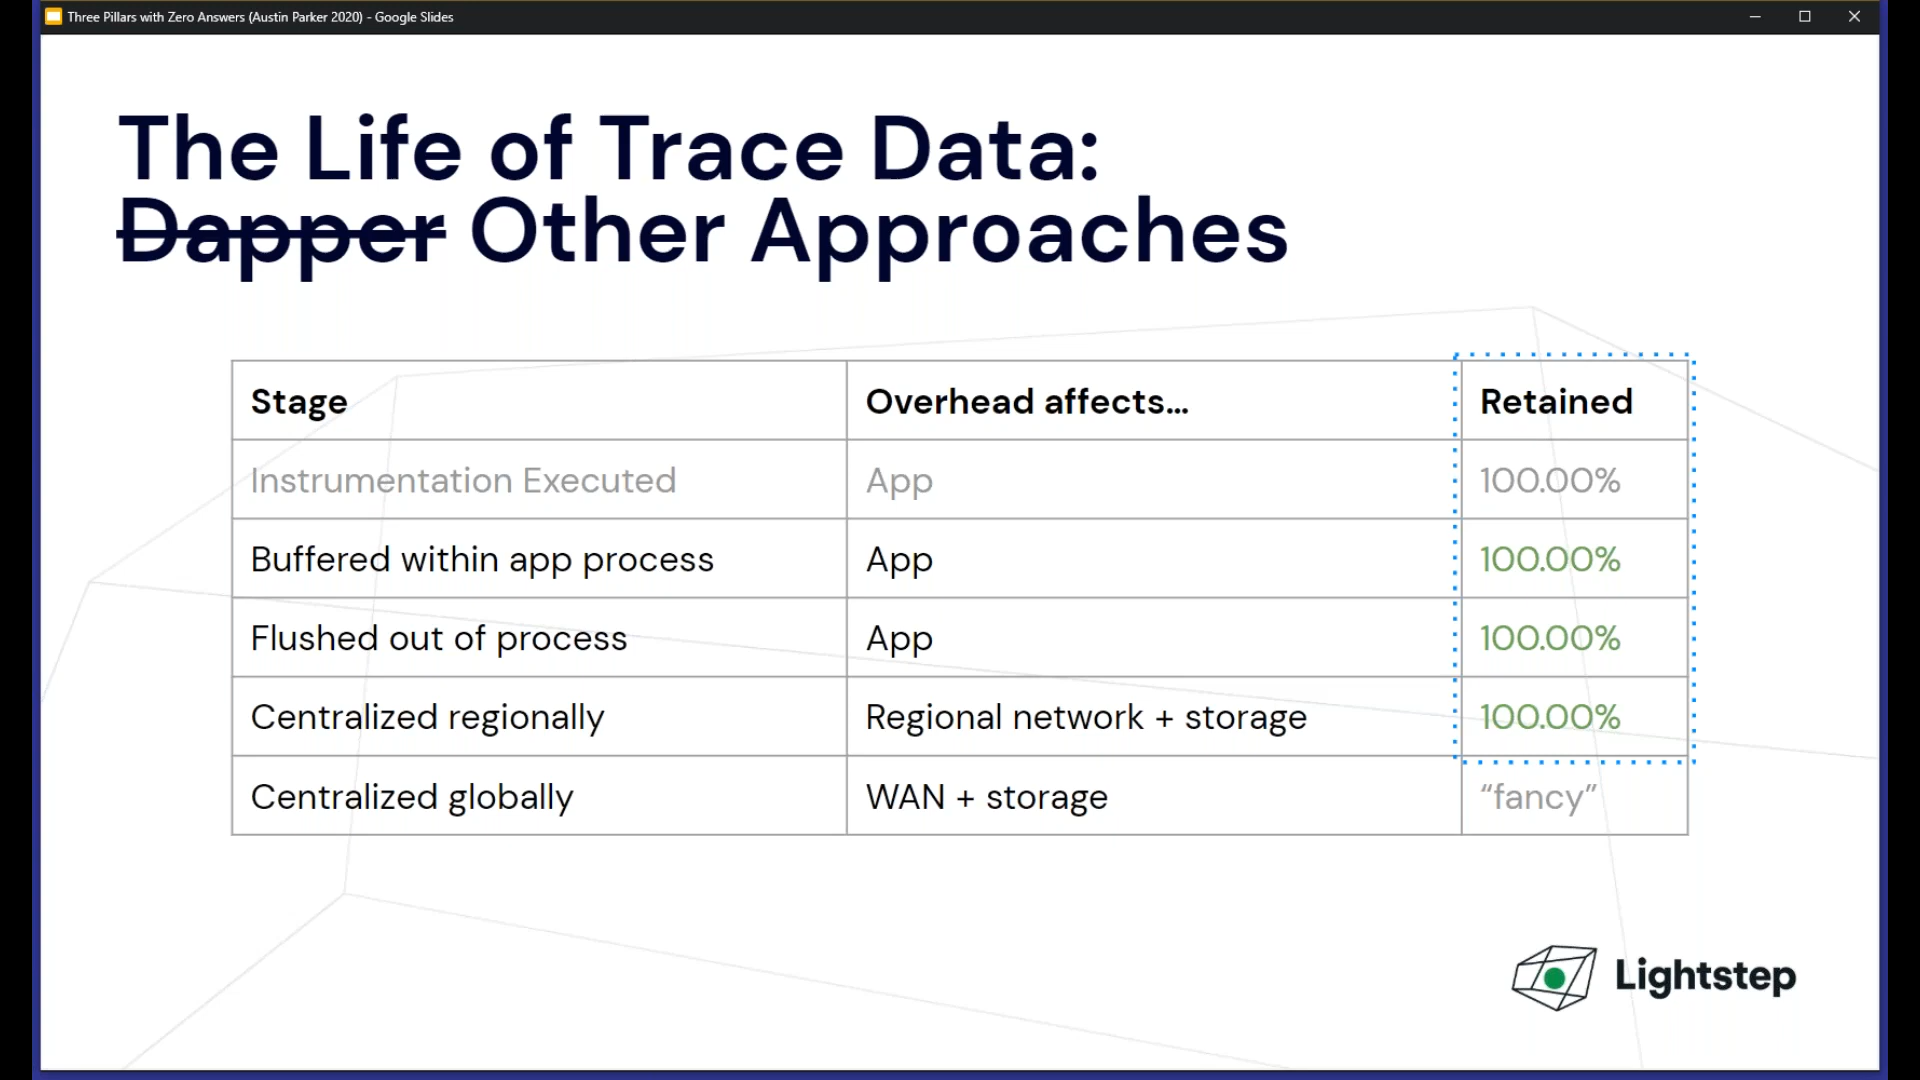 Three Pillars with Zero Answers (Austin Parker 2020) - Google Slides
The Life of Trace Data:
Dapper Other Approaches
Stage Overhead affects... Retained
Instrumentation Executed App 100.00%
Buffered within app process App 100.00%
Flushed out of process App 100.00%
Centralized regionally Regional network + storage 100.00%
Centralized globally WAN + storage “fancy”
Lightstep